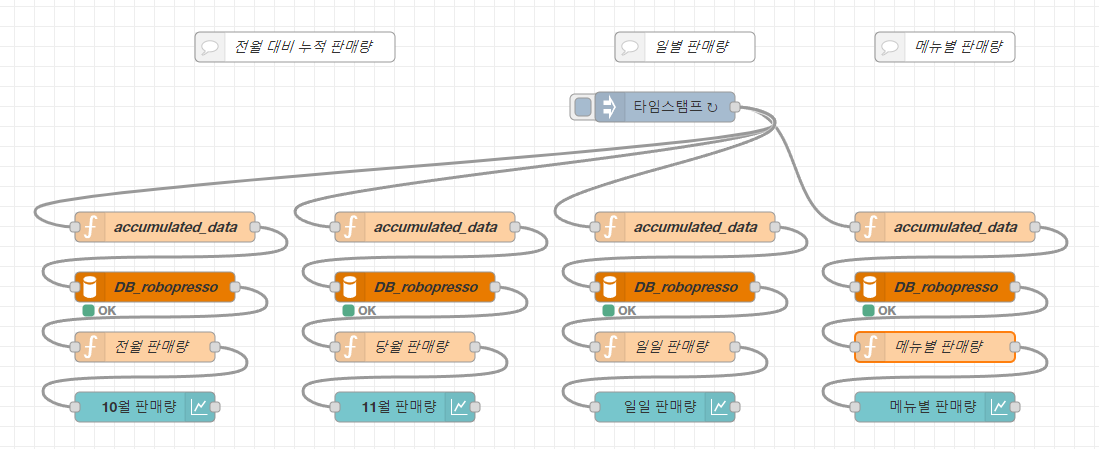 전월 대비 누적 판매량
일별 판매량
메뉴별 판매량
타임스탬프 ↻
accumulated_data
accumulated_data
accumulated_data
accumulated_data
DB_robopresso
DB_robopresso
DB_robopresso
DB_robopresso
OK
OK
OK
OK
전월 판매량
당월 판매량
일일 판매량
메뉴별 판매량
10월 판매량
11월 판매량
일일 판매량
메뉴별 판매량